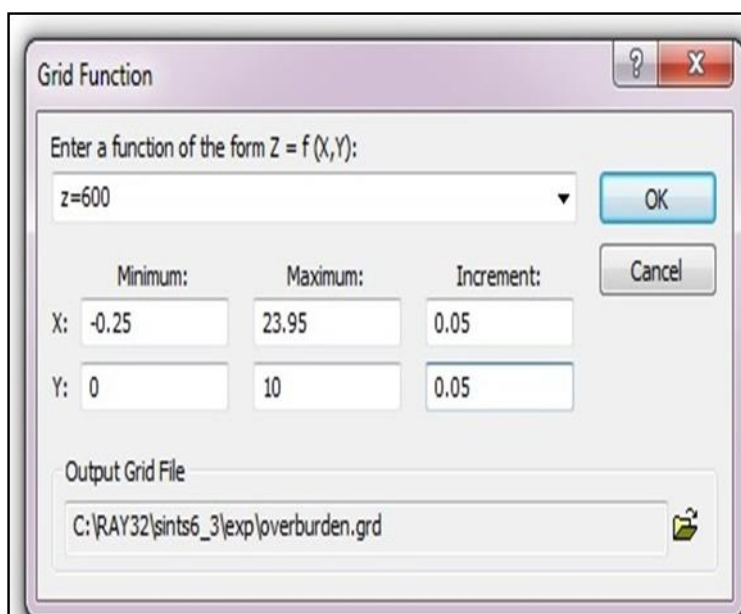 Grid Function
? X
Enter a function of the form Z = f (X,Y):
z=600
OK
Cancel
Minimum: Maximum: Increment:
X: -0.25 23.95 0.05
Y: 0 10 0.05
Output Grid File
C:\RAY32\sints6_3\exp\overburden.grd